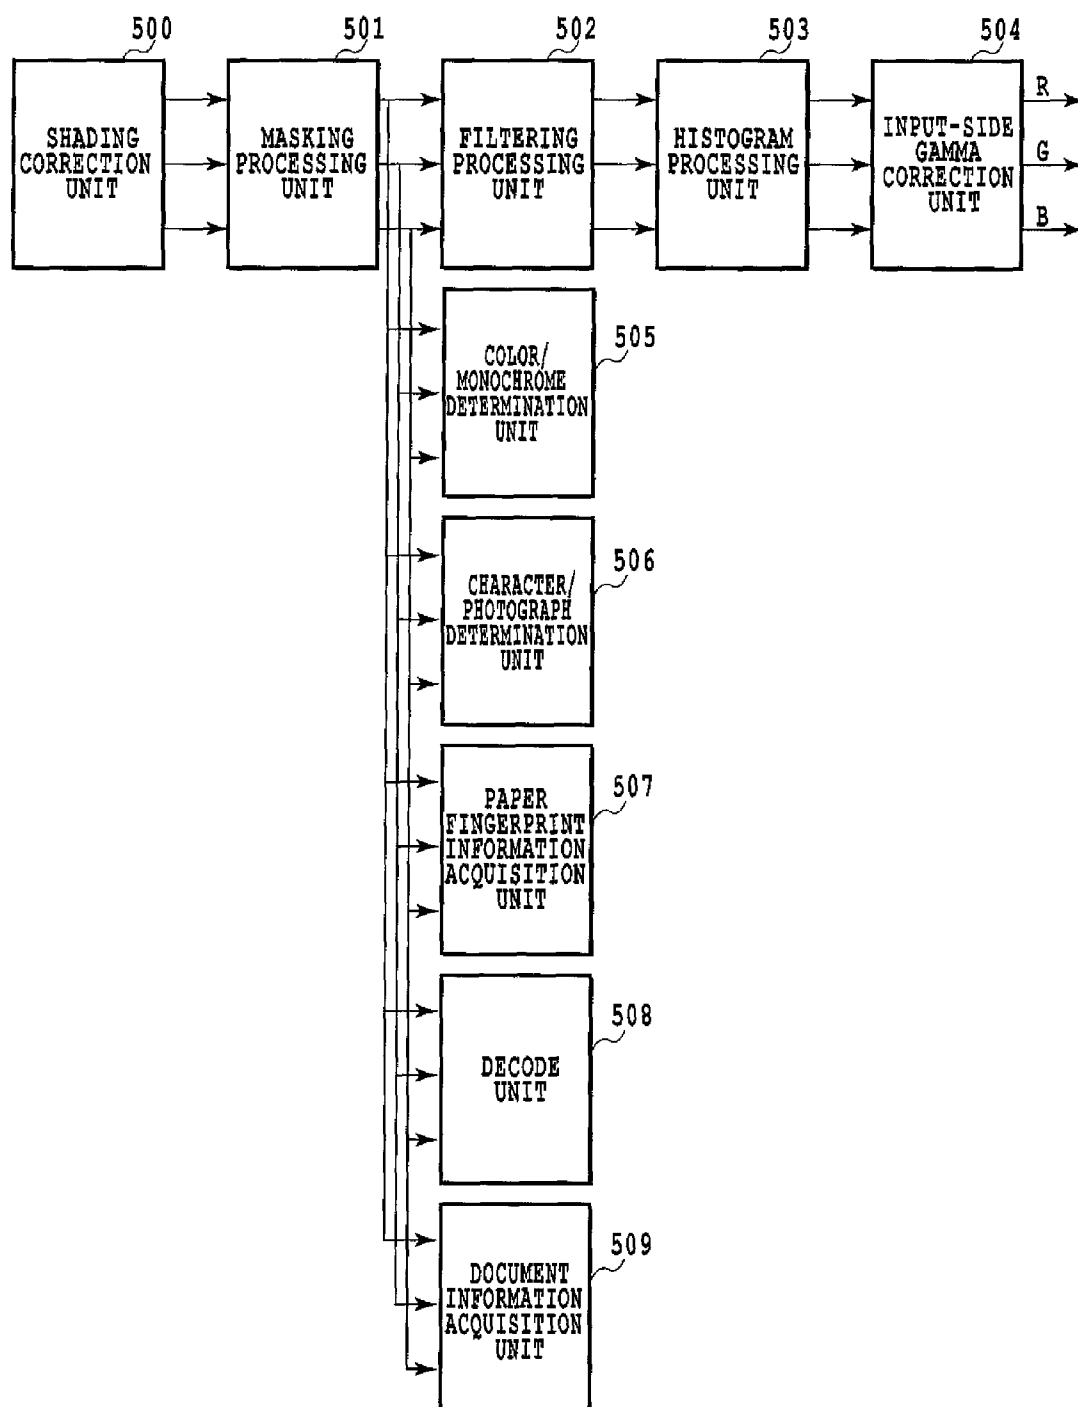 500
501
502
503
504
SHADING
CORRECTION
UNIT
MASKING
PROCESSING
UNIT
FILTERING
PROCESSING
UNIT
HISTOGRAM
PROCESSING
UNIT
INPUT-SIDE
GAMMA
CORRECTION
UNIT
R
G
B
505
COLOR/
MONOCHROME
DETERMINATION
UNIT
506
CHARACTER/
PHOTOGRAPH
DETERMINATION
UNIT
507
PAPER
FINGERPRINT
INFORMATION
ACQUISITION
UNIT
508
DECODE
UNIT
509
DOCUMENT
INFORMATION
ACQUISITION
UNIT